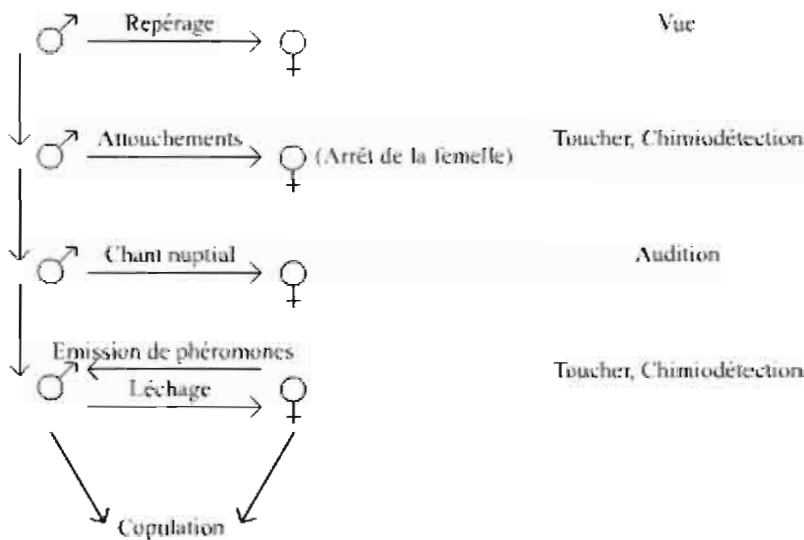 Repérage Vue
Attouchements (Arrêt de la femelle) Toucher, Chimiodétection
Chant nuptial Audition
Emission de phéromones
Léchage Toucher, Chimiodétection
Copulation